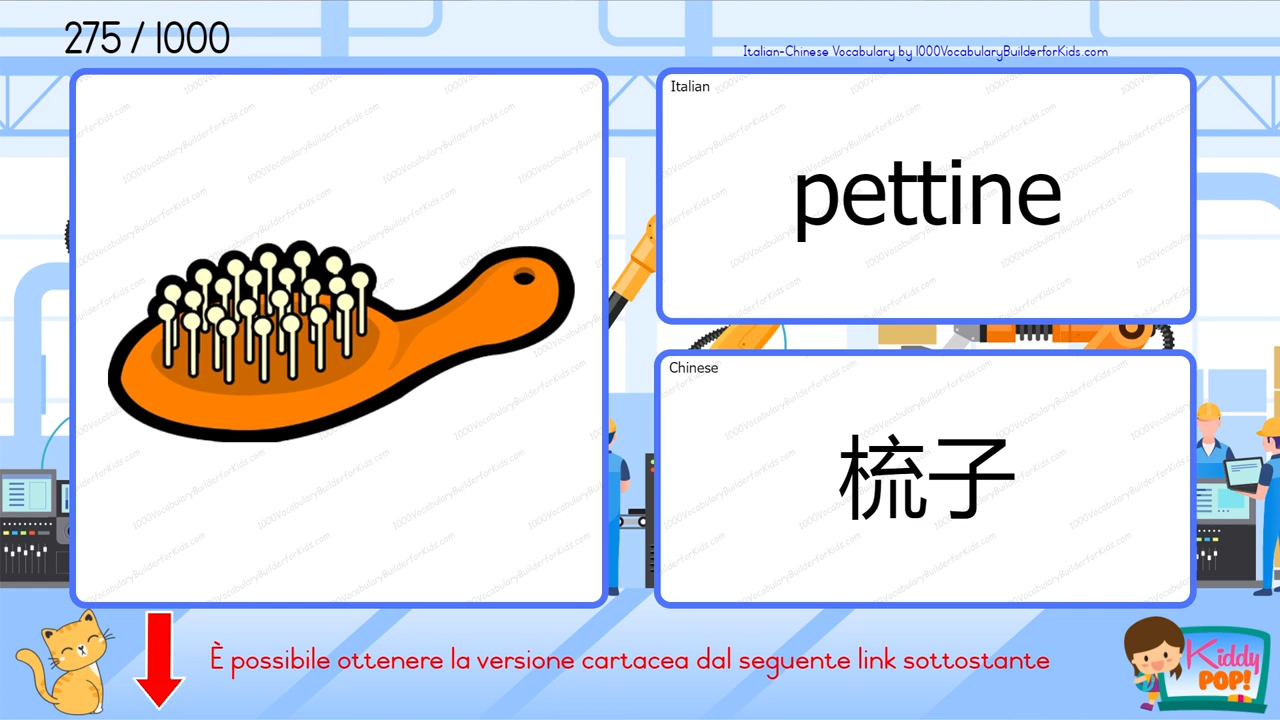 275 / 1000
Italian-Chinese Vocabulary by 1000VocabularyBuilderforKids.com
Italian
pettine
Chinese
梳子
È possibile ottenere la versione cartacea dal seguente link sottostante
Kiddy
POP!